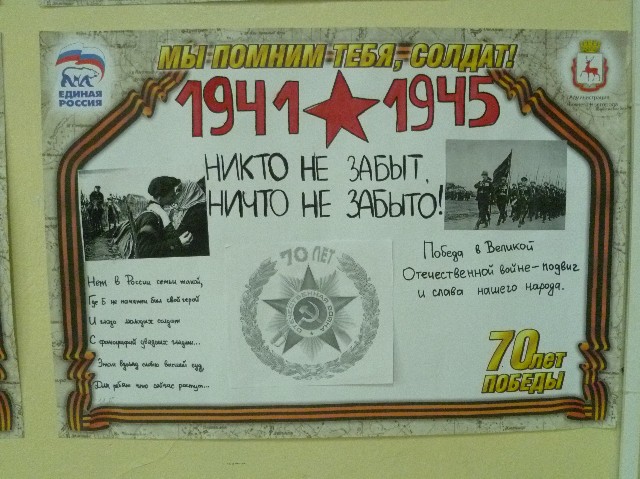 МЫ ПОМНИМ ТЕБЯ, СОЛДАТ!
ЕДИНАЯ
РОССИЯ
1941 1945
НИКТО НЕ ЗАБЫТ,
НИЧТО НЕ ЗАБЫТО!
70 ЛЕТ
ОТЕЧЕСТВЕННАЯ ВОЙНА
Победа в Великой
Отечественной войне-подвиг
и слава нашего народа.
Нет в России семьи такой,
Где б не памятен был свой герой
И глаза молодых солдат
С фотографий увядших глядят...
Этот взгляд словно высший суд,
Для ребят что сейчас растут...
70 лет
ПОБЕДЫ